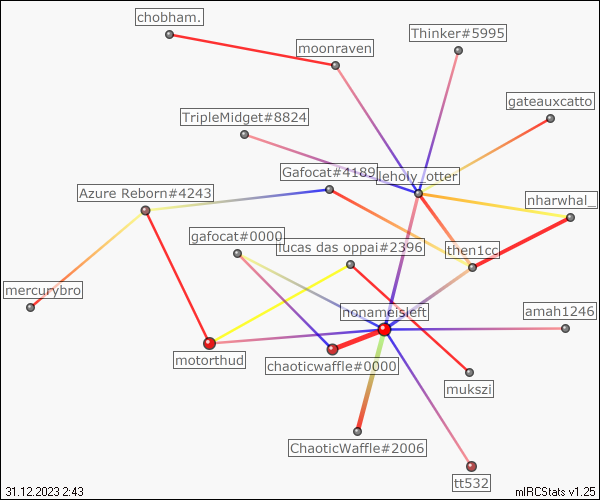 chobham.
Thinker#5995
moonraven
gateauxcatto
TripleMidget#8824
Gafocat#4189
leholy_otter
Azure Reborn#4243
nharwhal_
gafocat#0000
lucas das oppai#2396
then1cc
mercurybro
nonameisleft
amah1246
motorthud
chaoticwaffle#0000
mukszi
ChaoticWaffle#2006
tt532
31.12.2023 2:43
mIRCStats v1.25